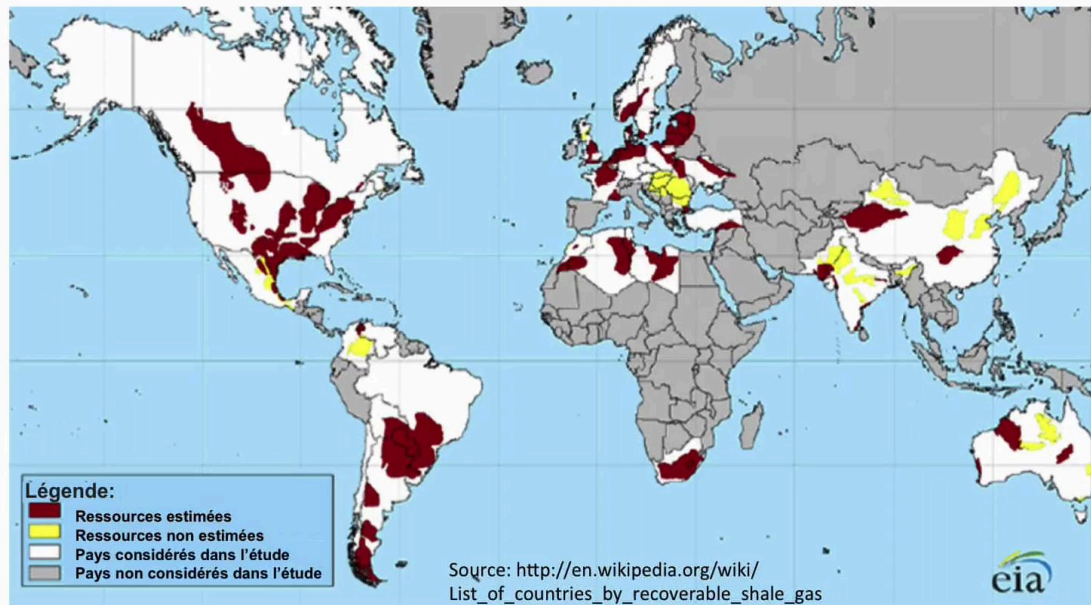 Légende:
Ressources estimées
Ressources non estimées
Pays considérés dans l'étude
Pays non considérés dans l'étude
Source: http://en.wikipedia.org/wiki/
List_of_countries_by_recoverable_shale_gas
eia